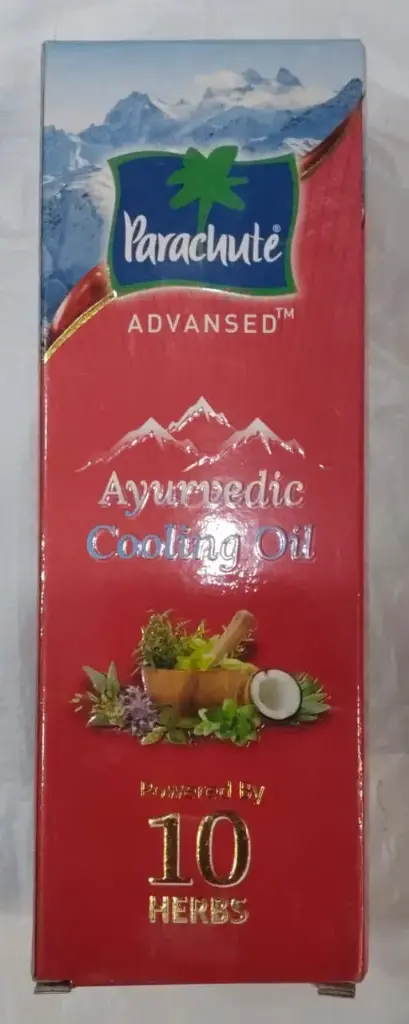 Parachute®
ADVANSED™
Ayurvedic
Cooling Oil
Powered By
10
HERBS